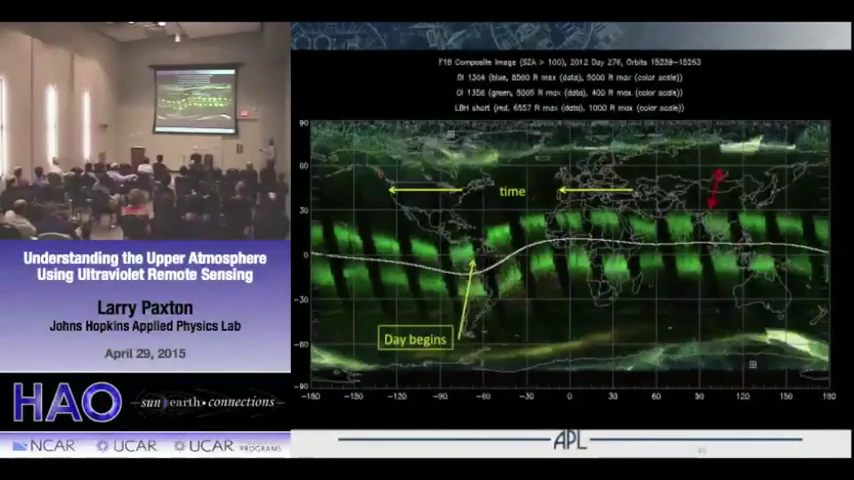 Understanding the Upper Atmosphere
Using Ultraviolet Remote Sensing
Larry Paxton
Johns Hopkins Applied Physics Lab
April 29, 2015
HAO
sun • earth • connections
NCAR
UCAR
UCAR
PROGRAMS
F18 Composite Image (SZA > 100), 2012 Day 276, Orbits 15239-15253
OI 1304 (blue, 8560 R max (data), 5000 R max (color scale))
OI 1356 (green, 5005 R max (data), 400 R max (color scale))
LBH short (red, 6557 R max (data), 1000 R max (color scale))
90
60
30
0
-30
-60
-90
time
Day begins
-180 -150 -120 -90 -60 -30 0 30 60 90 120 150 180
APL